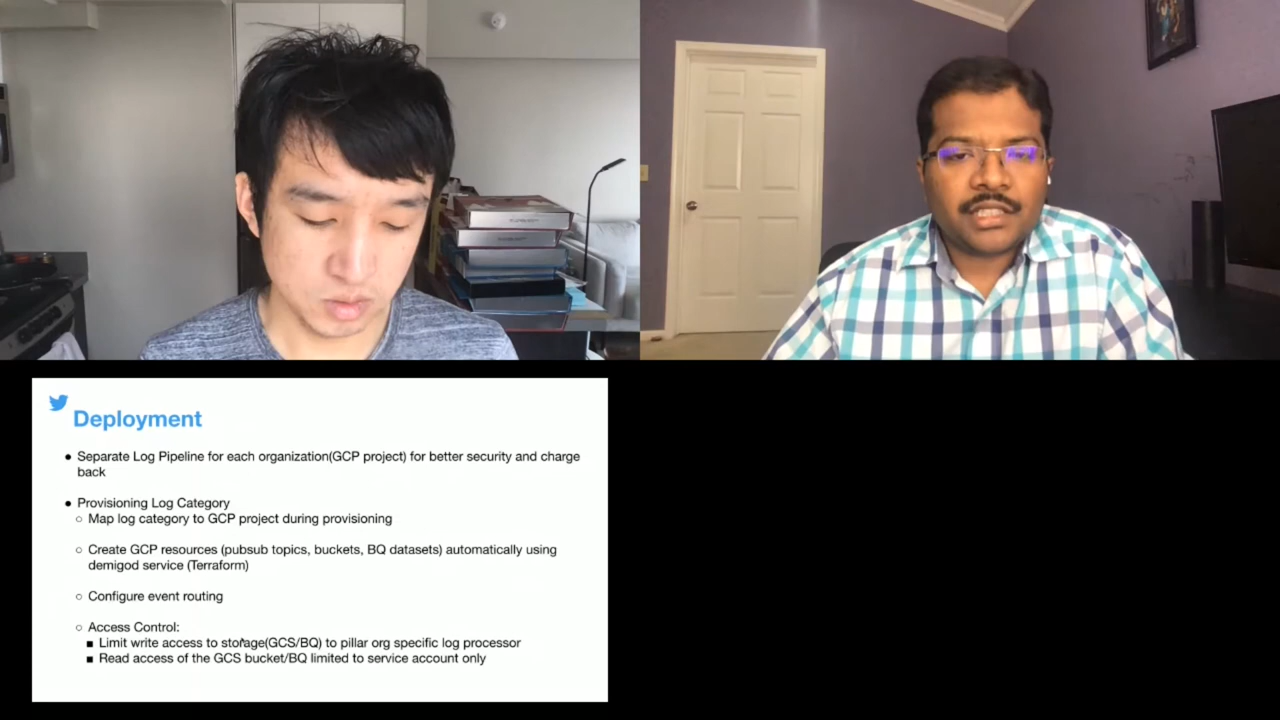 Deployment
● Separate Log Pipeline for each organization(GCP project) for better security and charge
back
● Provisioning Log Category
○ Map log category to GCP project during provisioning
○ Create GCP resources (pubsub topics, buckets, BQ datasets) automatically using
demigod service (Terraform)
○ Configure event routing
○ Access Control:
■ Limit write access to storage(GCS/BQ) to pillar org specific log processor
■ Read access of the GCS bucket/BQ limited to service account only